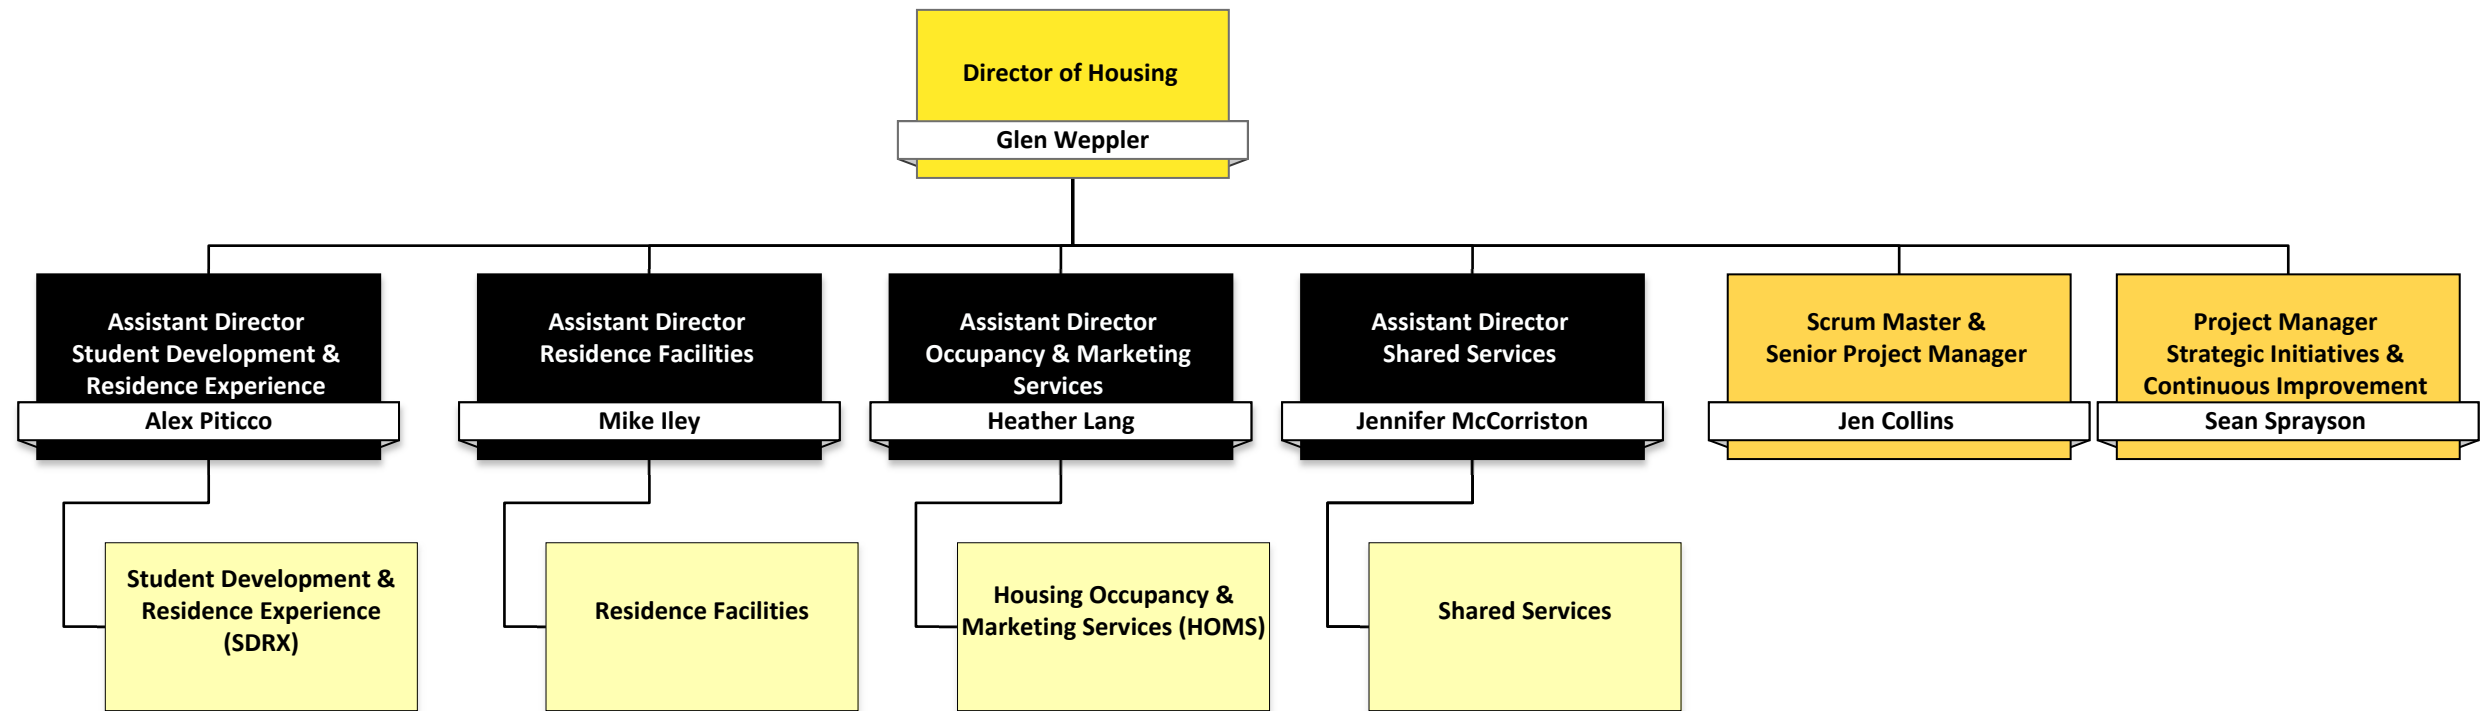 Director of Housing
Glen Weppler
Assistant Director
Student Development &
Residence Experience
Alex Piticco
Assistant Director
Residence Facilities
Mike Iley
Assistant Director
Occupancy & Marketing
Services
Heather Lang
Assistant Director
Shared Services
Jennifer McCorriston
Scrum Master &
Senior Project Manager
Jen Collins
Project Manager
Strategic Initiatives &
Continuous Improvement
Sean Sprayson
Student Development &
Residence Experience
(SDRX)
Residence Facilities
Housing Occupancy &
Marketing Services (HOMS)
Shared Services